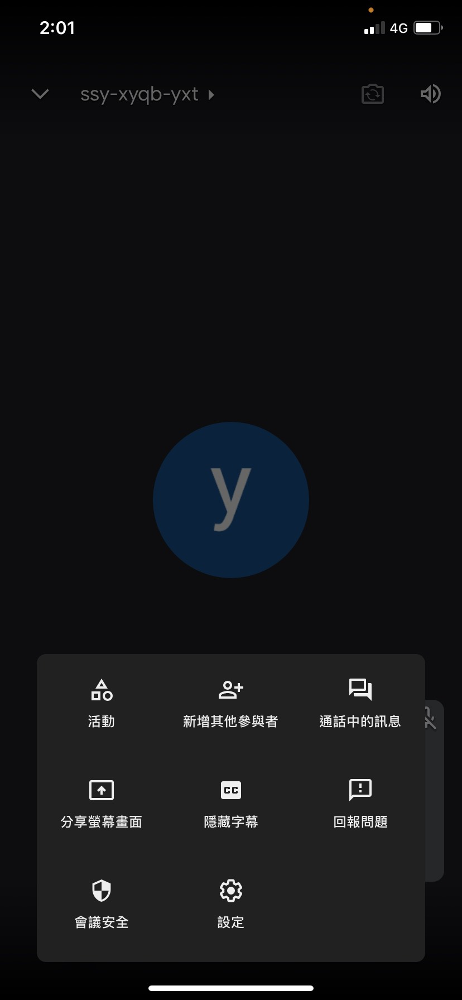 2:01
4G
ssy-xyqb-yxt
y
活動
新增其他參與者
通話中的訊息
分享螢幕畫面
CC
隱藏字幕
回報問題
會議安全
設定